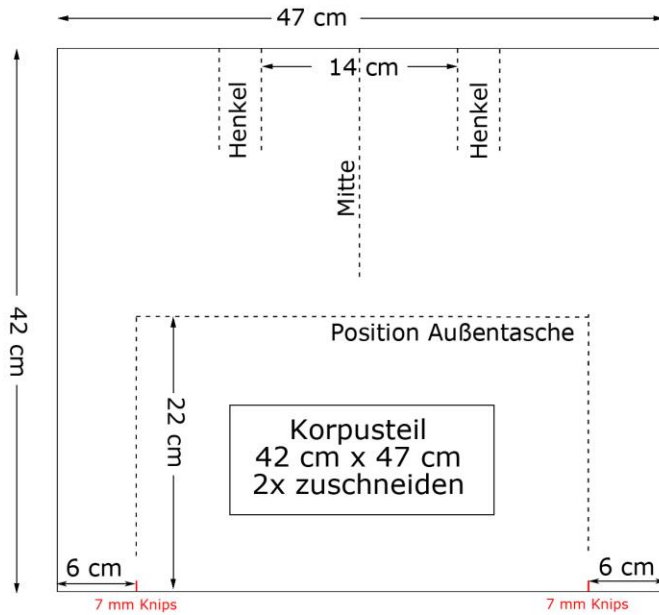 47 cm
14 cm
Henkel
Henkel
Mitte
42 cm
Position Außentasche
22 cm
Korpusteil
42 cm x 47 cm
2x zuschneiden
6 cm
6 cm
7 mm Knips
7 mm Knips